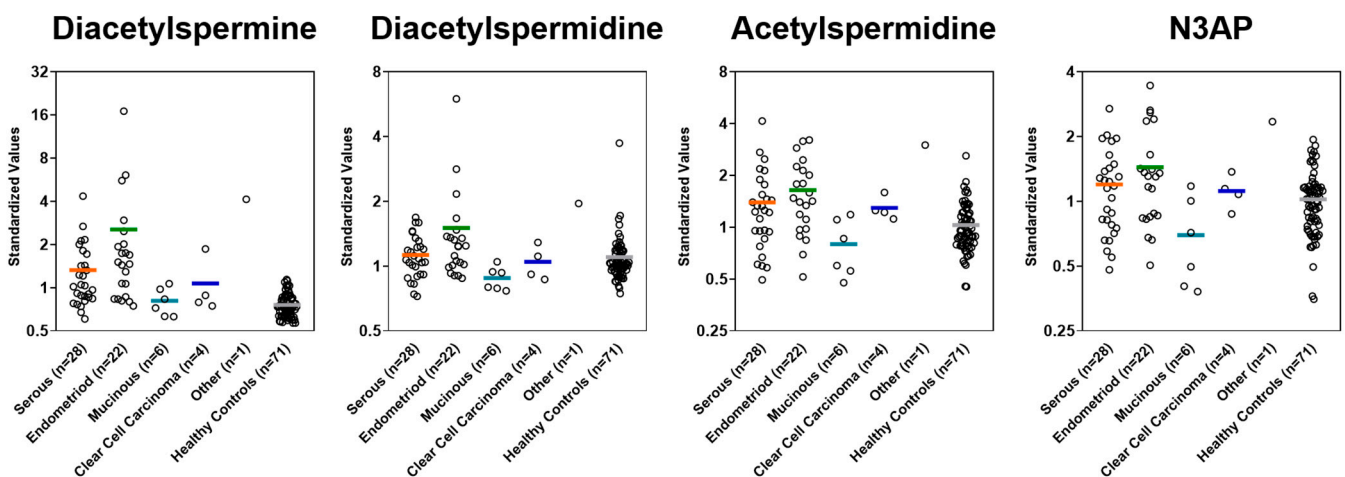 Diacetylspermine
Diacetylspermidine
Acetylspermidine
N3AP
Standardized Values
32
16
8
4
2
1
0.5
Serous (n=28)
Endometriod (n=22)
Mucinous (n=6)
Clear Cell Carcinoma (n=4)
Other (n=1)
Healthy Controls (n=71)
Standardized Values
8
4
2
1
0.5
Serous (n=28)
Endometriod (n=22)
Mucinous (n=6)
Clear Cell Carcinoma (n=4)
Other (n=1)
Healthy Controls (n=71)
Standardized Values
8
4
2
1
0.5
0.25
Serous (n=28)
Endometriod (n=22)
Mucinous (n=6)
Clear Cell Carcinoma (n=4)
Other (n=1)
Healthy Controls (n=71)
Standardized Values
4
2
1
0.5
0.25
Serous (n=28)
Endometriod (n=22)
Mucinous (n=6)
Clear Cell Carcinoma (n=4)
Other (n=1)
Healthy Controls (n=71)